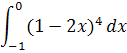 ∫_{-1}^{0} (1 − 2x)^4 dx